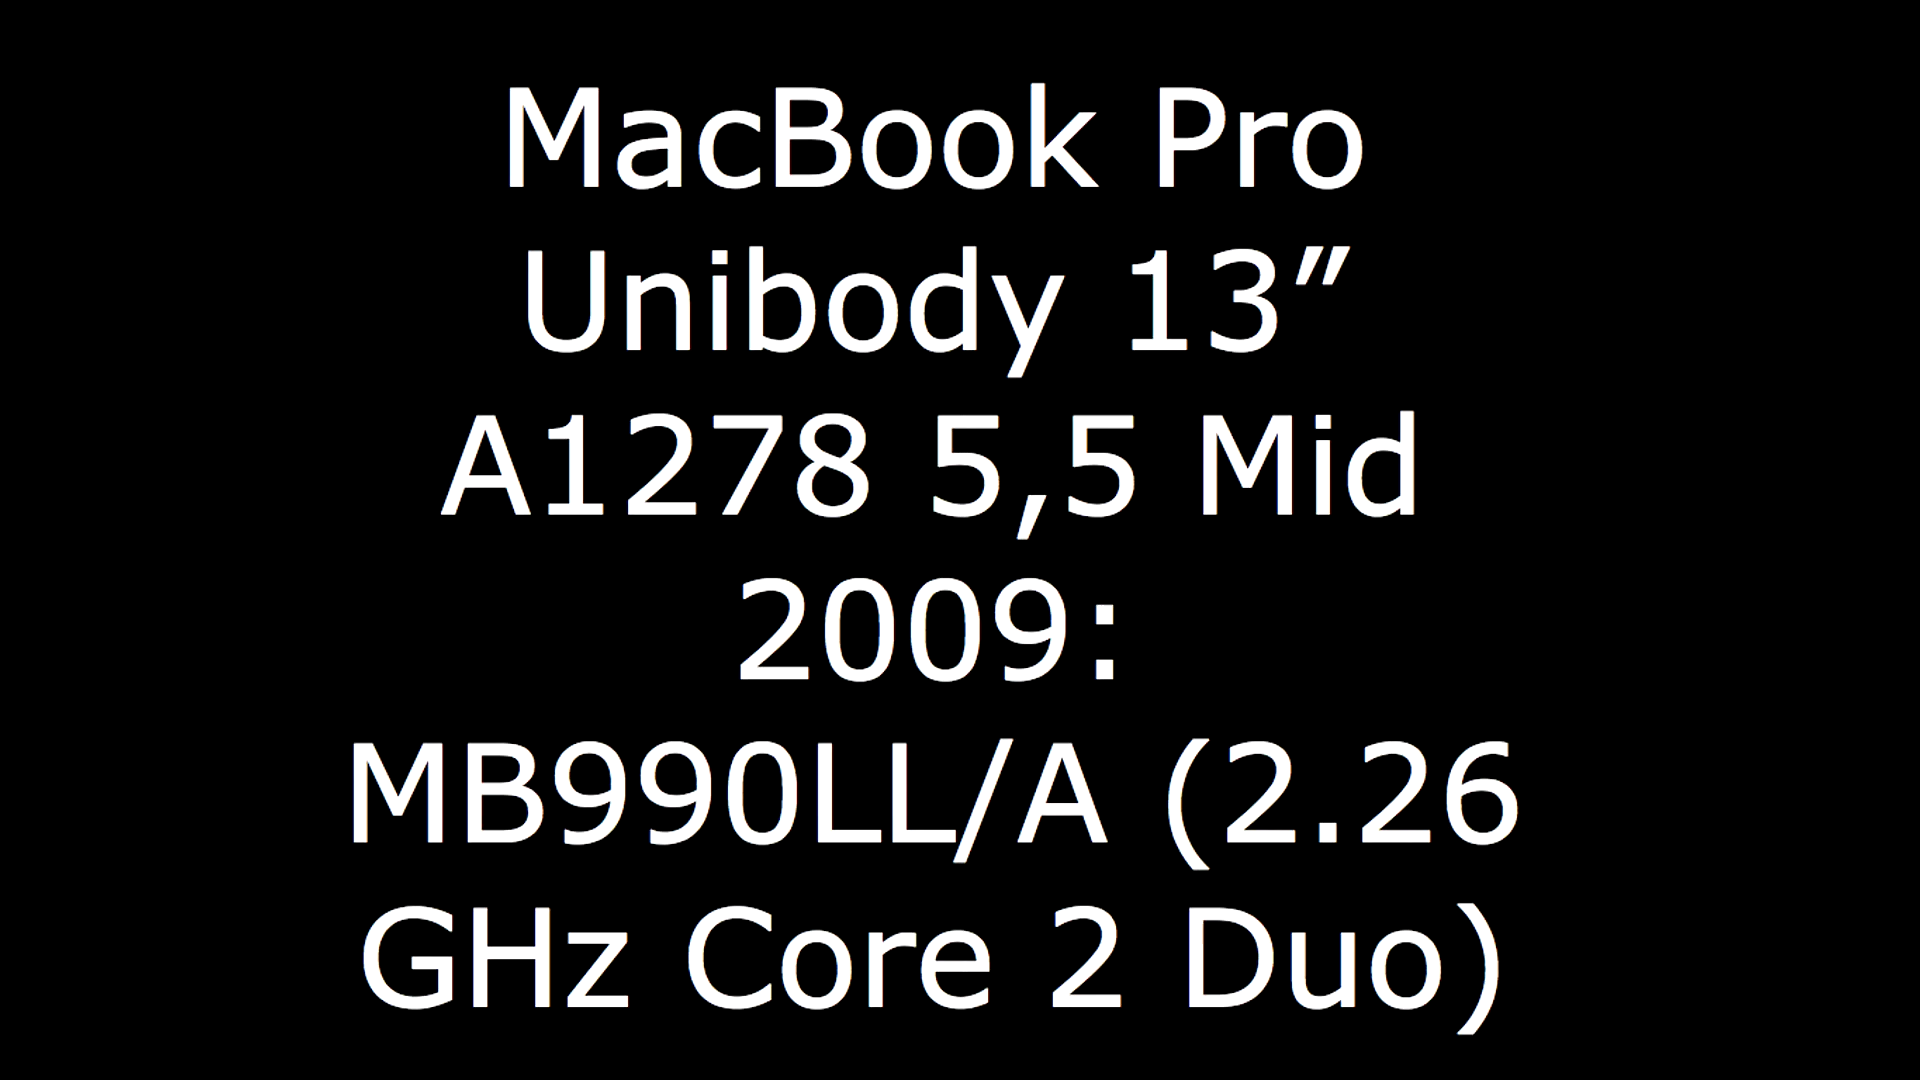 MacBook Pro
Unibody 13”
A1278 5,5 Mid
2009:
MB990LL/A (2.26
GHz Core 2 Duo)